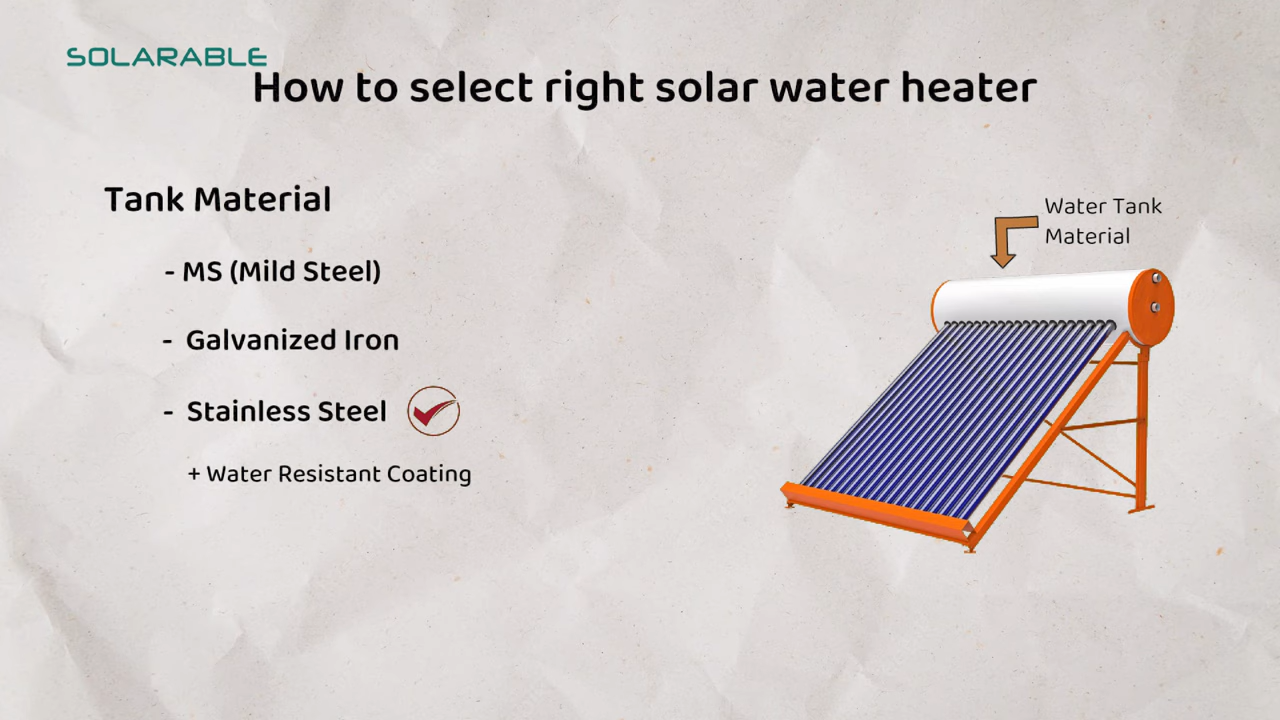 SOLARABLE
How to select right solar water heater
Tank Material
- MS (Mild Steel)
- Galvanized Iron
- Stainless Steel
+ Water Resistant Coating
Water Tank
Material